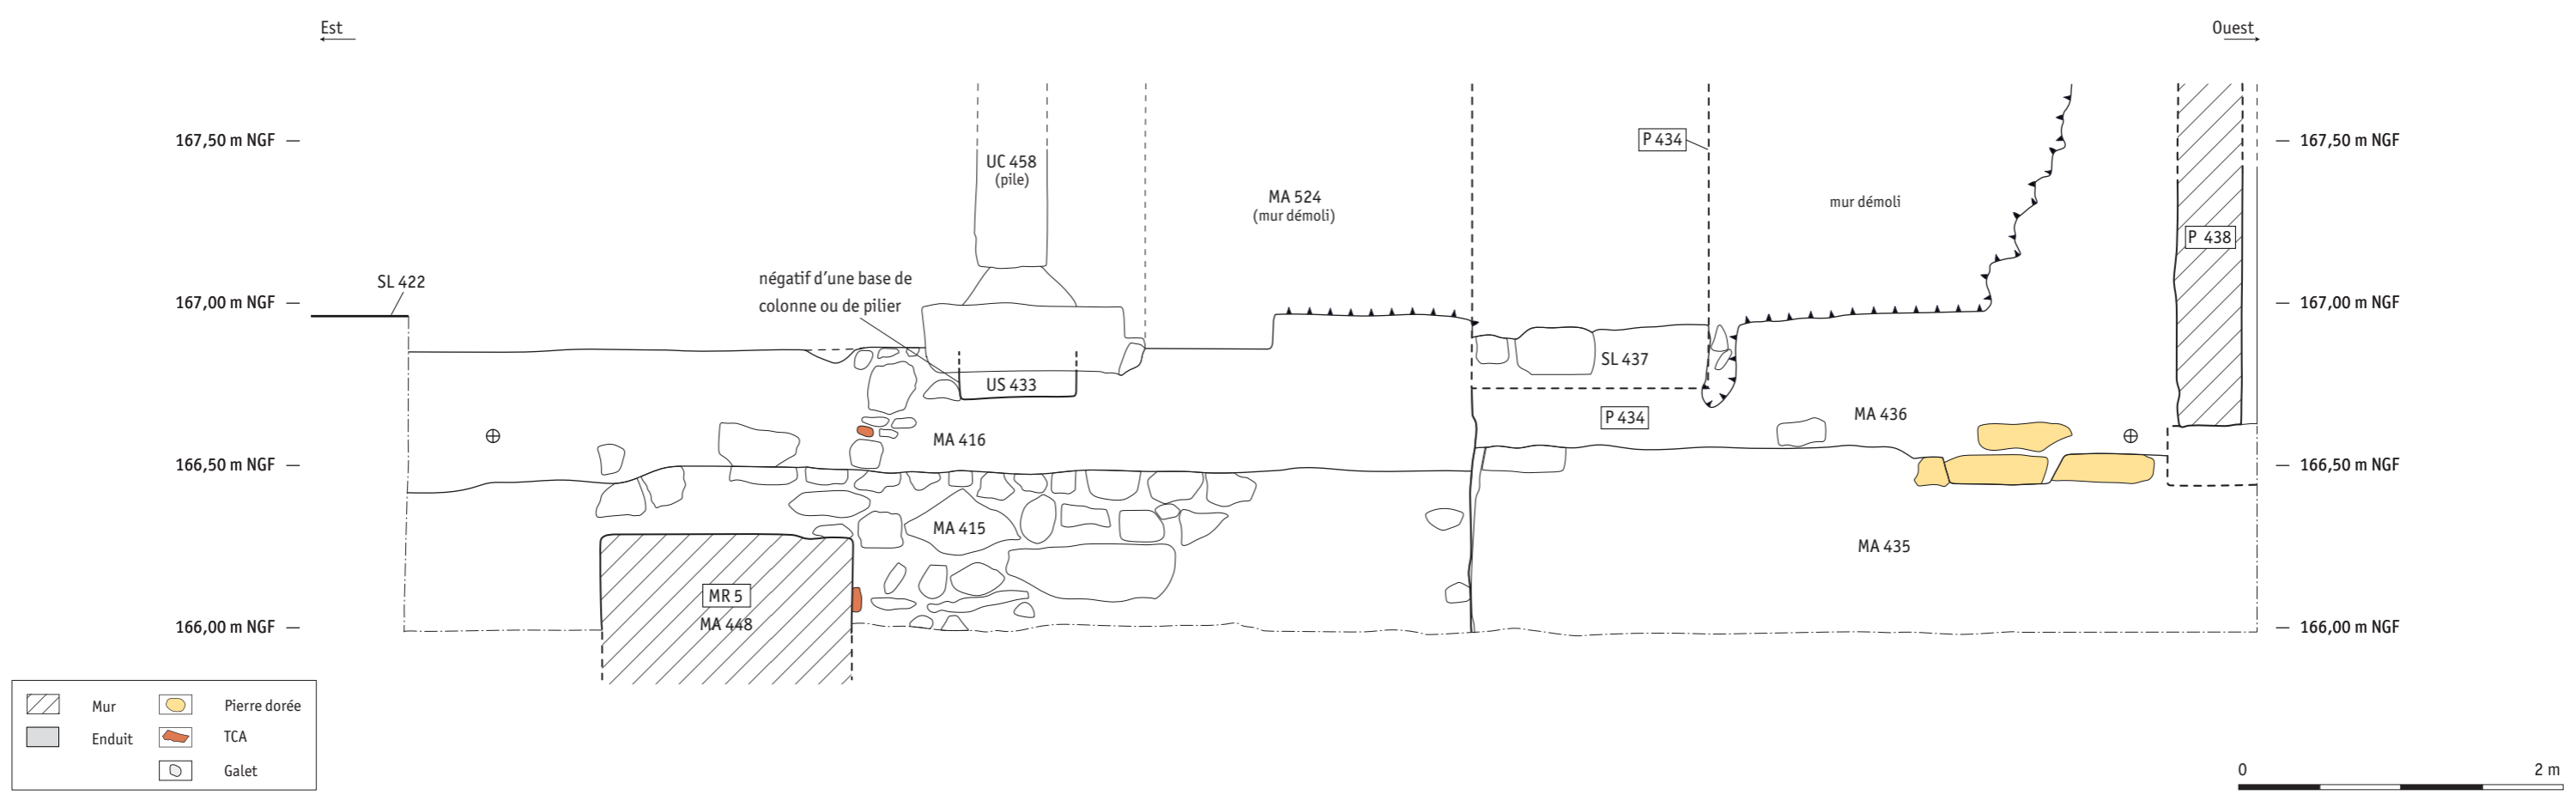 Est
Ouest
167,50 m NGF
167,50 m NGF
P 434
UC 458
(pile)
MA 524
(mur démoli)
mur démoli
P 438
négatif d'une base de
colonne ou de pilier
SL 422
167,00 m NGF
167,00 m NGF
SL 437
US 433
P 434
MA 436
MA 416
166,50 m NGF
166,50 m NGF
MA 415
MA 435
MR 5
MA 448
166,00 m NGF
166,00 m NGF
Mur
Pierre dorée
Enduit
TCA
Galet
0
2 m